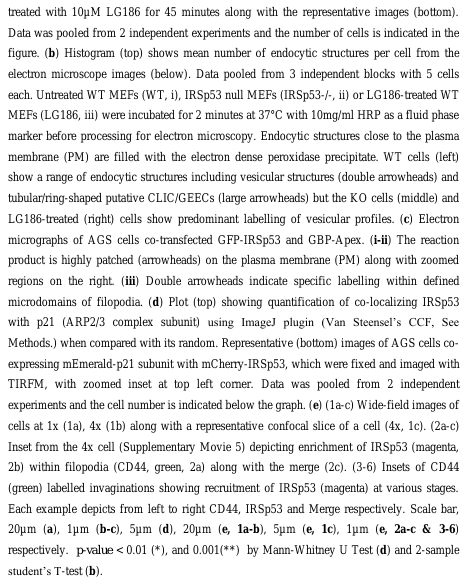 treated with 10µM LG186 for 45 minutes along with the representative images (bottom).
Data was pooled from 2 independent experiments and the number of cells is indicated in the
figure. (b) Histogram (top) shows mean number of endocytic structures per cell from the
electron microscope images (below). Data pooled from 3 independent blocks with 5 cells
each. Untreated WT MEFs (WT, i), IRSp53 null MEFs (IRSp53-/-, ii) or LG186-treated WT
MEFs (LG186, iii) were incubated for 2 minutes at 37°C with 10mg/ml HRP as a fluid phase
marker before processing for electron microscopy. Endocytic structures close to the plasma
membrane (PM) are filled with the electron dense peroxidase precipitate. WT cells (left)
show a range of endocytic structures including vesicular structures (double arrowheads) and
tubular/ring-shaped putative CLIC/GEECs (large arrowheads) but the KO cells (middle) and
LG186-treated (right) cells show predominant labelling of vesicular profiles. (c) Electron
micrographs of AGS cells co-transfected GFP-IRSp53 and GBP-Apex. (i-ii) The reaction
product is highly patched (arrowheads) on the plasma membrane (PM) along with zoomed
regions on the right. (iii) Double arrowheads indicate specific labelling within defined
microdomains of filopodia. (d) Plot (top) showing quantification of co-localizing IRSp53
with p21 (ARP2/3 complex subunit) using ImageJ plugin (Van Steensel's CCF, See
Methods.) when compared with its random. Representative (bottom) images of AGS cells co-
expressing mEmerald-p21 subunit with mCherry-IRSp53, which were fixed and imaged with
TIRFM, with zoomed inset at top left corner. Data was pooled from 2 independent
experiments and the cell number is indicated below the graph. (e) (1a-c) Wide-field images of
cells at 1x (1a), 4x (1b) along with a representative confocal slice of a cell (4x, 1c). (2a-c)
Inset from the 4x cell (Supplementary Movie 5) depicting enrichment of IRSp53 (magenta,
2b) within filopodia (CD44, green, 2a) along with the merge (2c). (3-6) Insets of CD44
(green) labelled invaginations showing recruitment of IRSp53 (magenta) at various stages.
Each example depicts from left to right CD44, IRSp53 and Merge respectively. Scale bar,
20µm (a), 1µm (b-c), 5µm (d), 20µm (e, 1a-b), 5µm (e, 1c), 1µm (e, 2a-c & 3-6)
respectively. p-value < 0.01 (*), and 0.001(**) by Mann-Whitney U Test (d) and 2-sample
student's T-test (b).